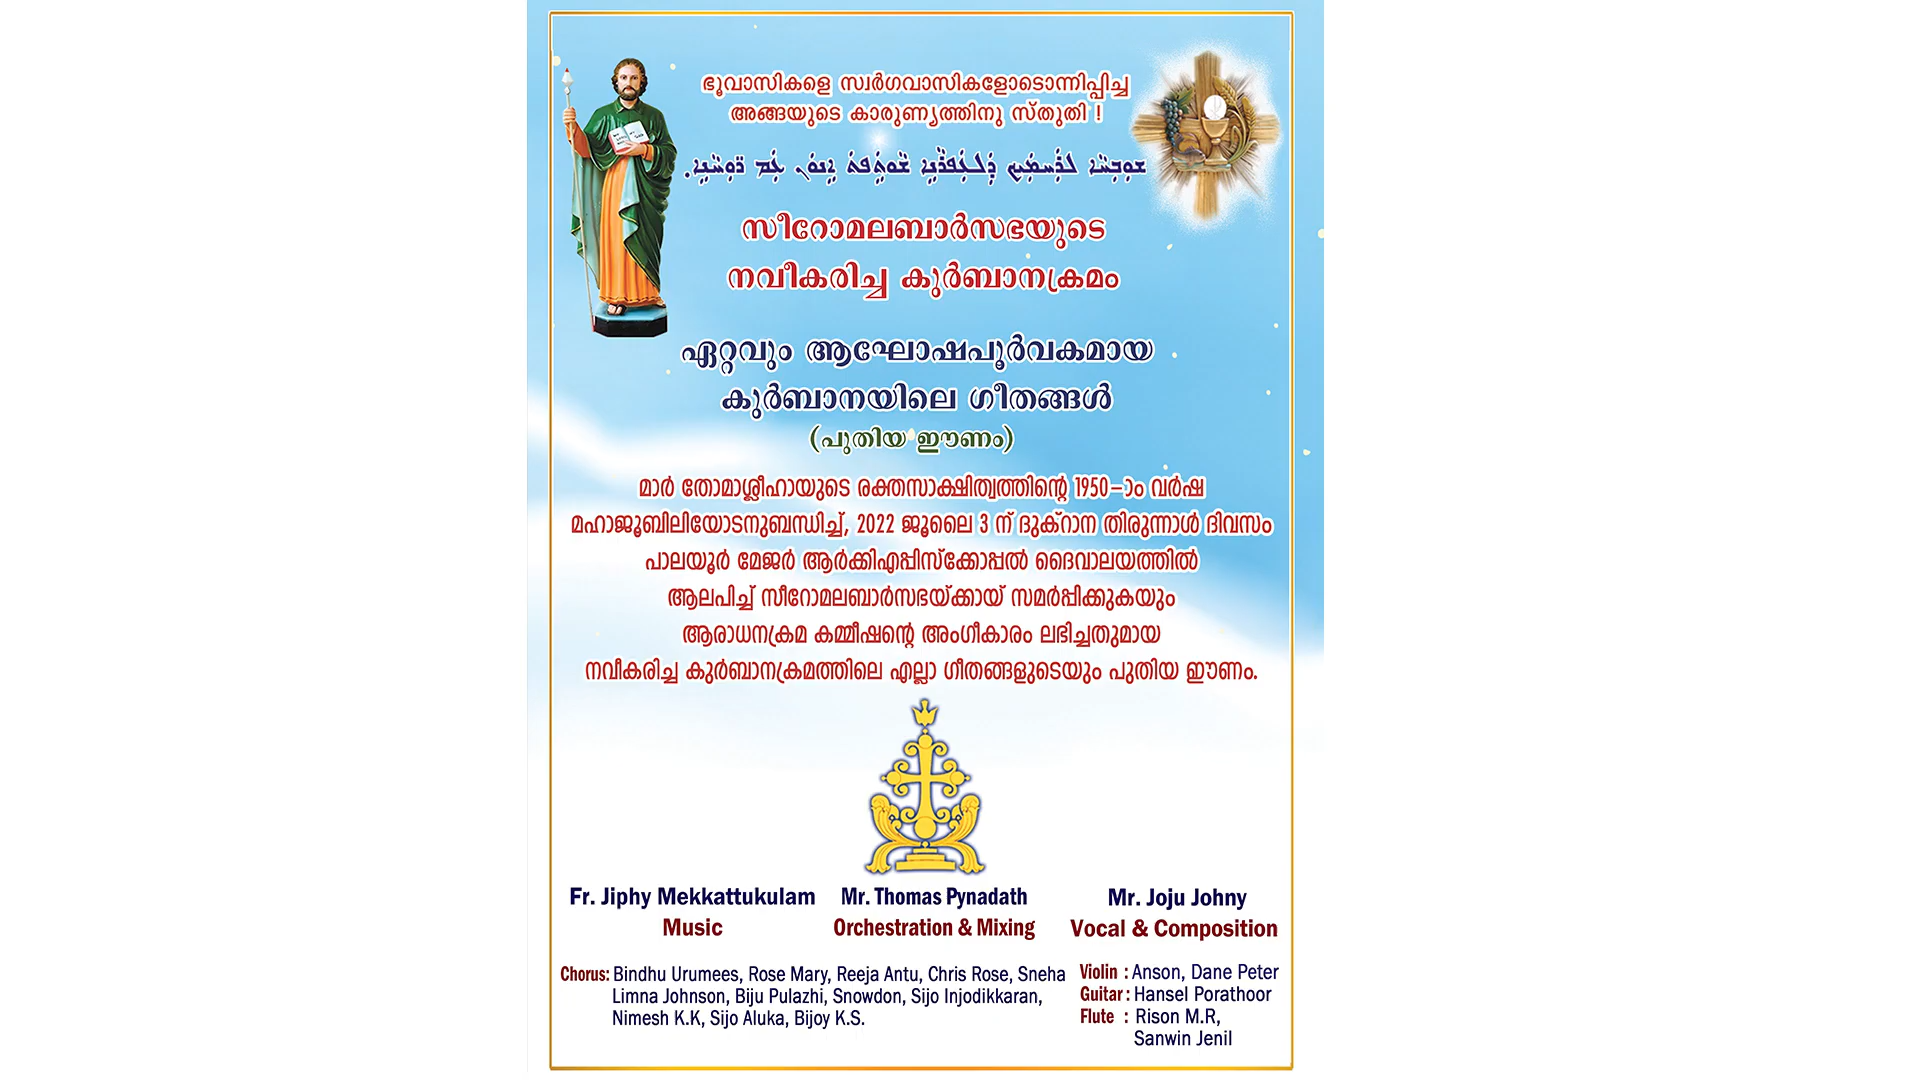 ഭൂവാസികളെ സ്വർഗവാസികളോടൊന്നിപ്പിച്ച
അങ്ങയുടെ കാരുണ്യത്തിനു സ്തുതി !
സീറോമലബാർസഭയുടെ
നവീകരിച്ച കുർബാനക്രമം
ഏറ്റവും ആഘോഷപൂർവകമായ
കുർബാനയിലെ ഗീതങ്ങൾ
(പുതിയ ഈണം)
മാർ തോമാശ്ലീഹായുടെ രക്തസാക്ഷിത്വത്തിന്റെ 1950-ാം വർഷ
മഹാജൂബിലിയോടനുബന്ധിച്ച്, 2022 ജൂലൈ 3 ന് ദുക്റാന തിരുന്നാൾ ദിവസം
പാലയൂർ മേജർ ആർക്കിഎപ്പിസ്ക്കോപ്പൽ ദൈവാലയത്തിൽ
ആലപിച്ച് സീറോമലബാർസഭയ്ക്കായ് സമർപ്പിക്കുകയും
ആരാധനക്രമ കമ്മീഷന്റെ അംഗീകാരം ലഭിച്ചതുമായ
നവീകരിച്ച കുർബാനക്രമത്തിലെ എല്ലാ ഗീതങ്ങളുടെയും പുതിയ ഈണം.
Fr. Jiphy Mekkattukulam
Music
Mr. Thomas Pynadath
Orchestration & Mixing
Mr. Joju Johny
Vocal & Composition
Chorus: Bindhu Urumees, Rose Mary, Reeja Antu, Chris Rose, Sneha
Limna Johnson, Biju Pulazhi, Snowdon, Sijo Injodikkaran,
Nimesh K.K, Sijo Aluka, Bijoy K.S.
Violin : Anson, Dane Peter
Guitar : Hansel Porathoor
Flute : Rison M.R,
Sanwin Jenil